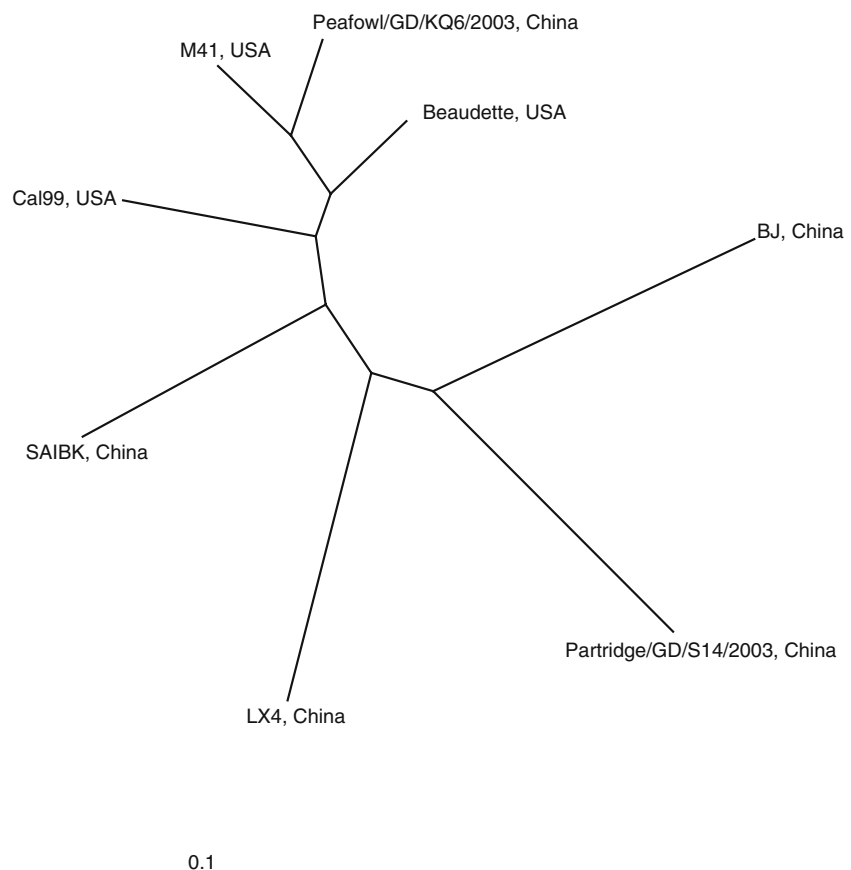 Peafowl/GD/KQ6/2003, China
M41, USA
Beaudette, USA
Cal99, USA
BJ, China
SAIBK, China
Partridge/GD/S14/2003, China
LX4, China
0.1